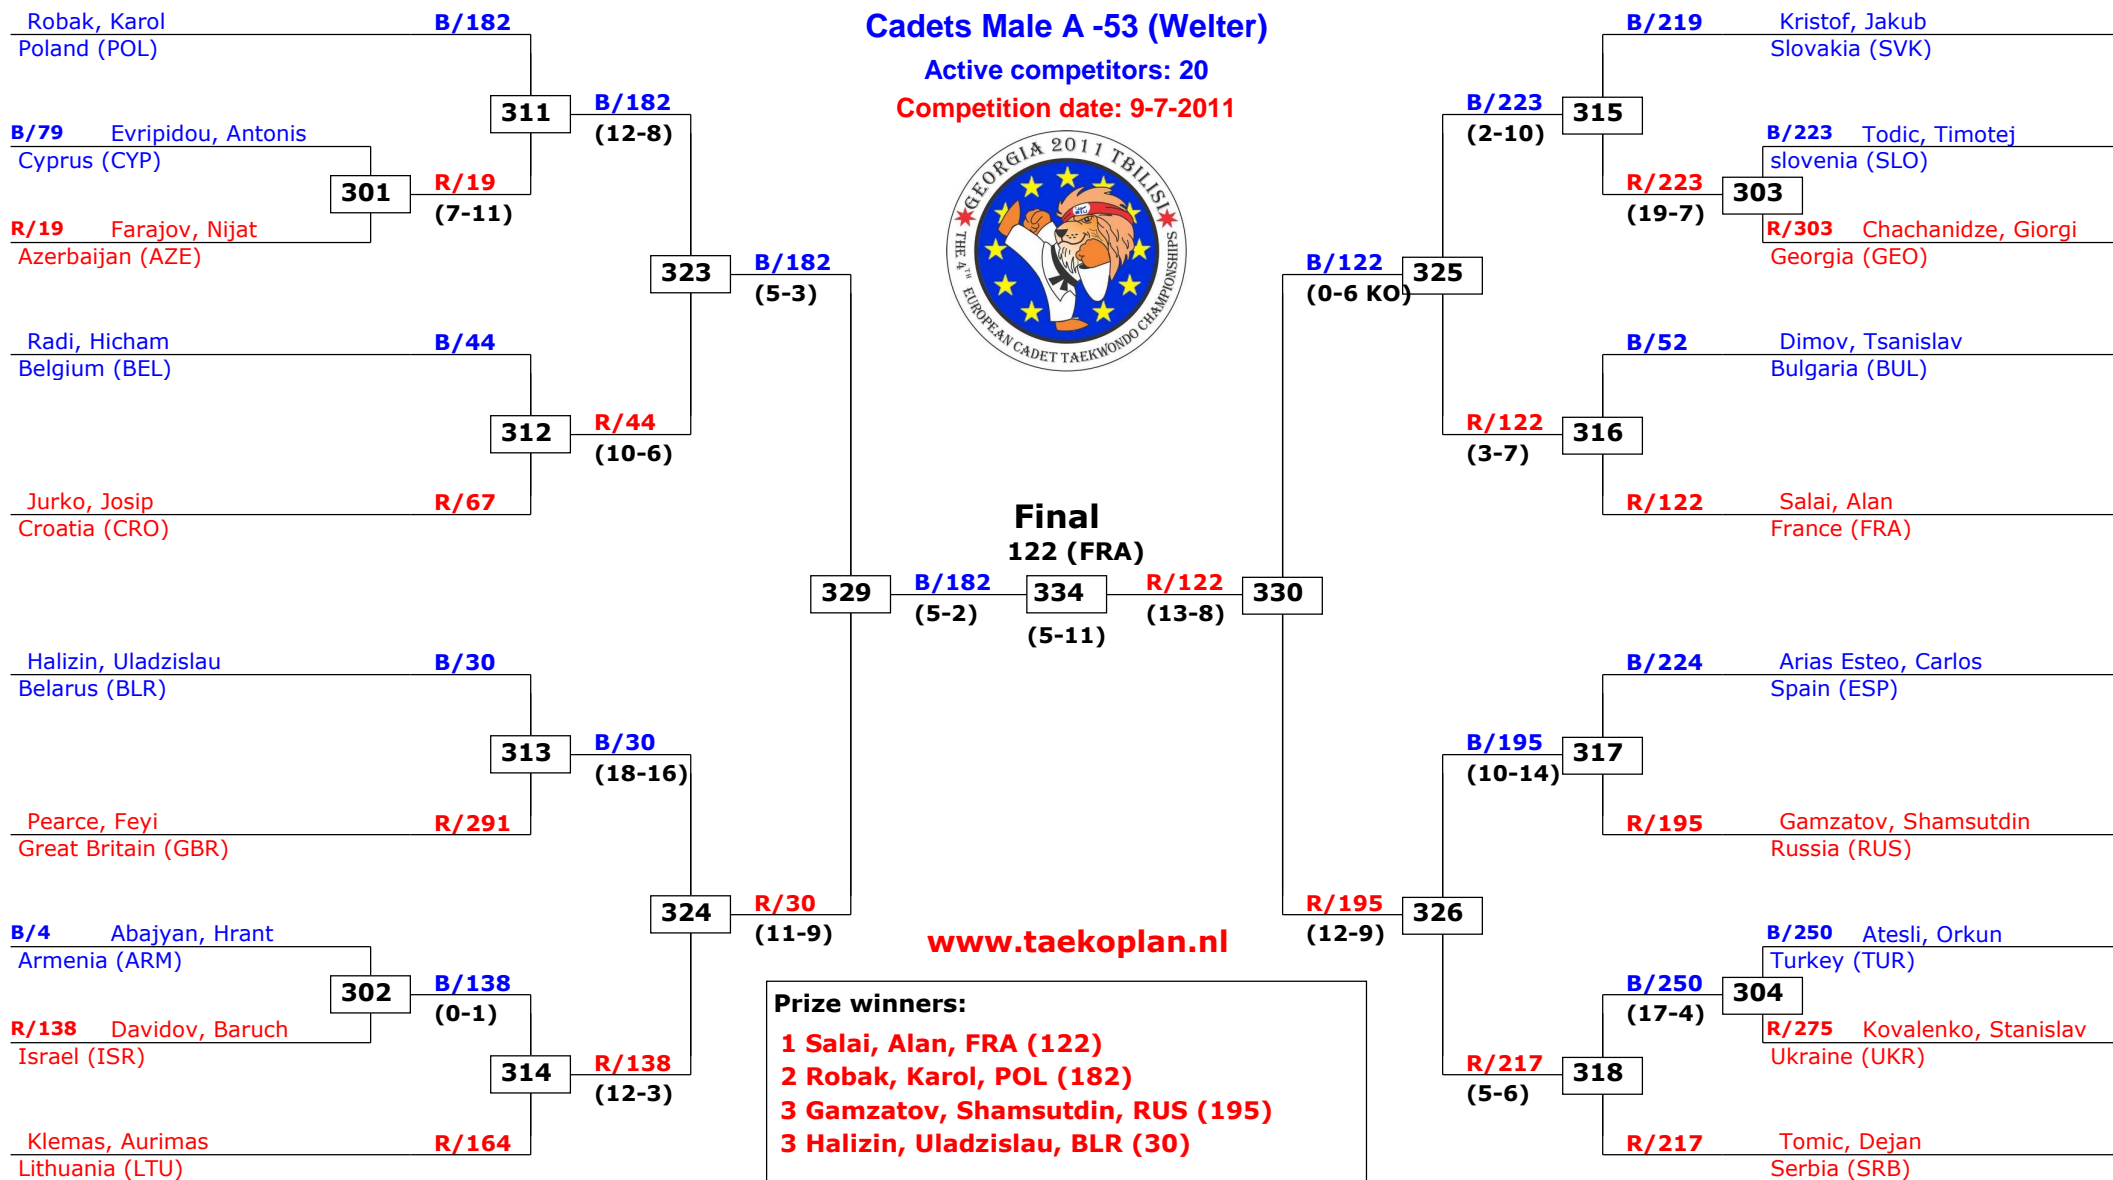 Cadets Male A -53 (Welter)
Active competitors: 20
Competition date: 9-7-2011
GEORGIA 2011 TBILISI
THE 4TH EUROPEAN CADET TAEKWONDO CHAMPIONSHIPS
Robak, Karol B/182
Poland (POL)
311
B/182
(12-8)
B/79 Evripidou, Antonis
Cyprus (CYP)
301
R/19
(7-11)
R/19 Farajov, Nijat
Azerbaijan (AZE)
323
B/182
(5-3)
Radi, Hicham B/44
Belgium (BEL)
312
R/44
(10-6)
Jurko, Josip R/67
Croatia (CRO)
329
B/182
(5-2)
Halizin, Uladzislau B/30
Belarus (BLR)
313
B/30
(18-16)
Pearce, Feyi R/291
Great Britain (GBR)
324
R/30
(11-9)
B/4 Abajyan, Hrant
Armenia (ARM)
302
B/138
(0-1)
R/138 Davidov, Baruch
Israel (ISR)
314
R/138
(12-3)
Klemas, Aurimas R/164
Lithuania (LTU)
Final
122 (FRA)
334
(5-11)
R/122
(13-8)
330
B/219 Kristof, Jakub
Slovakia (SVK)
B/223
(2-10)
315
B/223 Todic, Timotej
slovenia (SLO)
R/223
(19-7)
303
R/303 Chachanidze, Giorgi
Georgia (GEO)
B/122
(0-6 KO)
325
B/52 Dimov, Tsanislav
Bulgaria (BUL)
R/122
(3-7)
316
R/122 Salai, Alan
France (FRA)
B/224 Arias Esteo, Carlos
Spain (ESP)
B/195
(10-14)
317
R/195 Gamzatov, Shamsutdin
Russia (RUS)
R/195
(12-9)
326
B/250 Atesli, Orkun
Turkey (TUR)
B/250
(17-4)
304
R/275 Kovalenko, Stanislav
Ukraine (UKR)
R/217
(5-6)
318
R/217 Tomic, Dejan
Serbia (SRB)
www.taekoplan.nl
Prize winners:
1 Salai, Alan, FRA (122)
2 Robak, Karol, POL (182)
3 Gamzatov, Shamsutdin, RUS (195)
3 Halizin, Uladzislau, BLR (30)